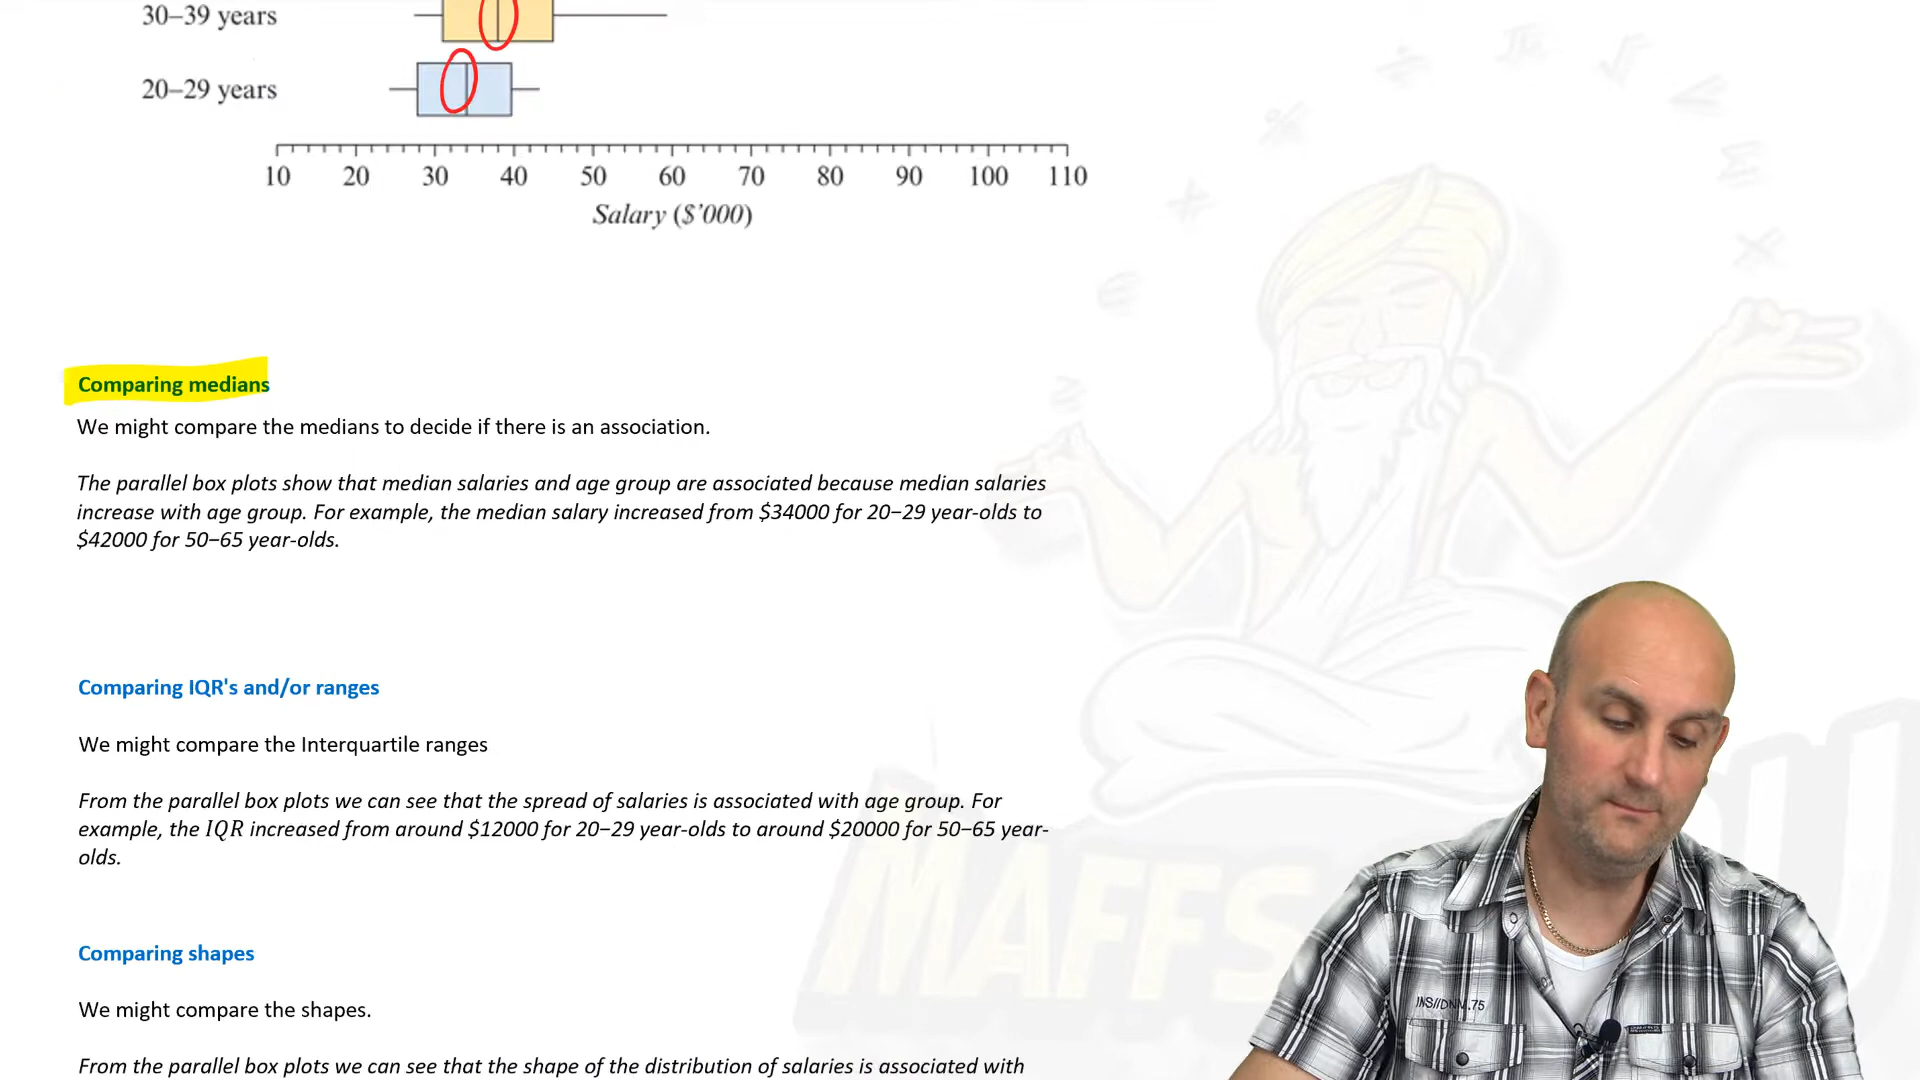 30–39 years
20–29 years
10 20 30 40 50 60 70 80 90 100 110
Salary ($’000)
Comparing medians
We might compare the medians to decide if there is an association.
The parallel box plots show that median salaries and age group are associated because median salaries
increase with age group. For example, the median salary increased from $34000 for 20−29 year-olds to
$42000 for 50−65 year-olds.
Comparing IQR's and/or ranges
We might compare the Interquartile ranges
From the parallel box plots we can see that the spread of salaries is associated with age group. For
example, the IQR increased from around $12000 for 20−29 year-olds to around $20000 for 50−65 year-
olds.
Comparing shapes
We might compare the shapes.
From the parallel box plots we can see that the shape of the distribution of salaries is associated with
MAFFS